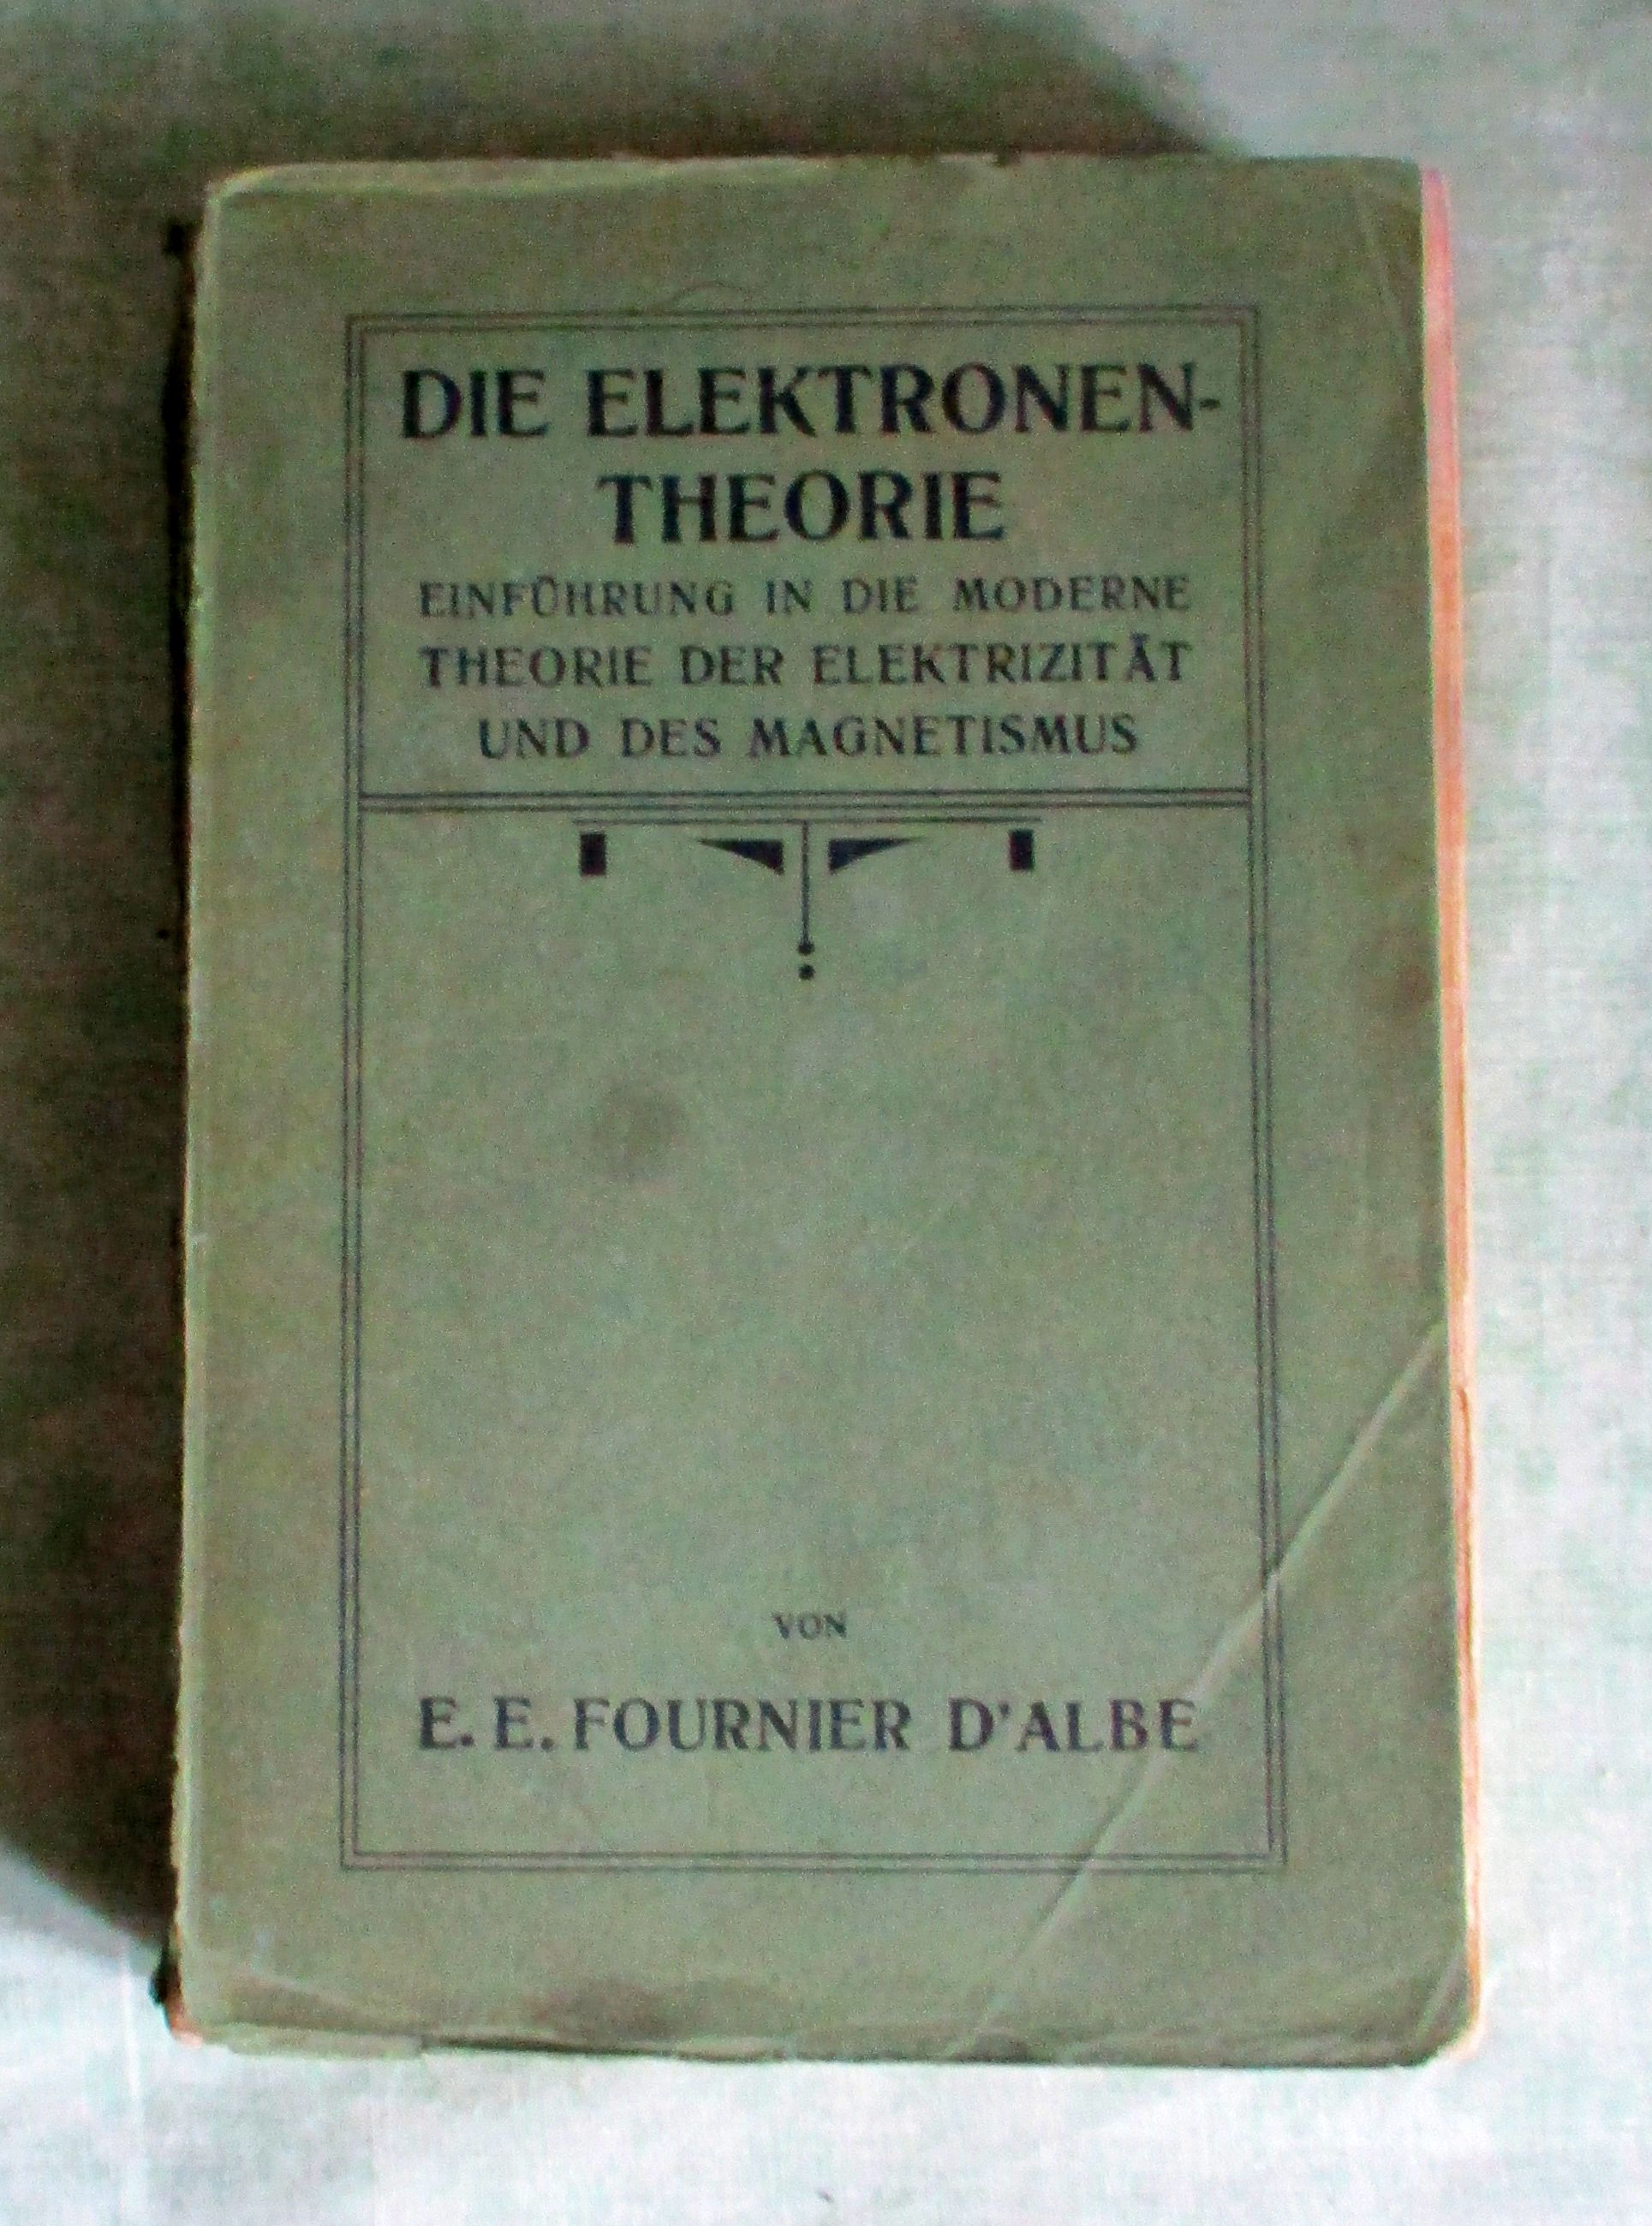 DIE ELEKTRONEN-
THEORIE
EINFÜHRUNG IN DIE MODERNE
THEORIE DER ELEKTRIZITÄT
UND DES MAGNETISMUS
VON
E. E. FOURNIER D'ALBE